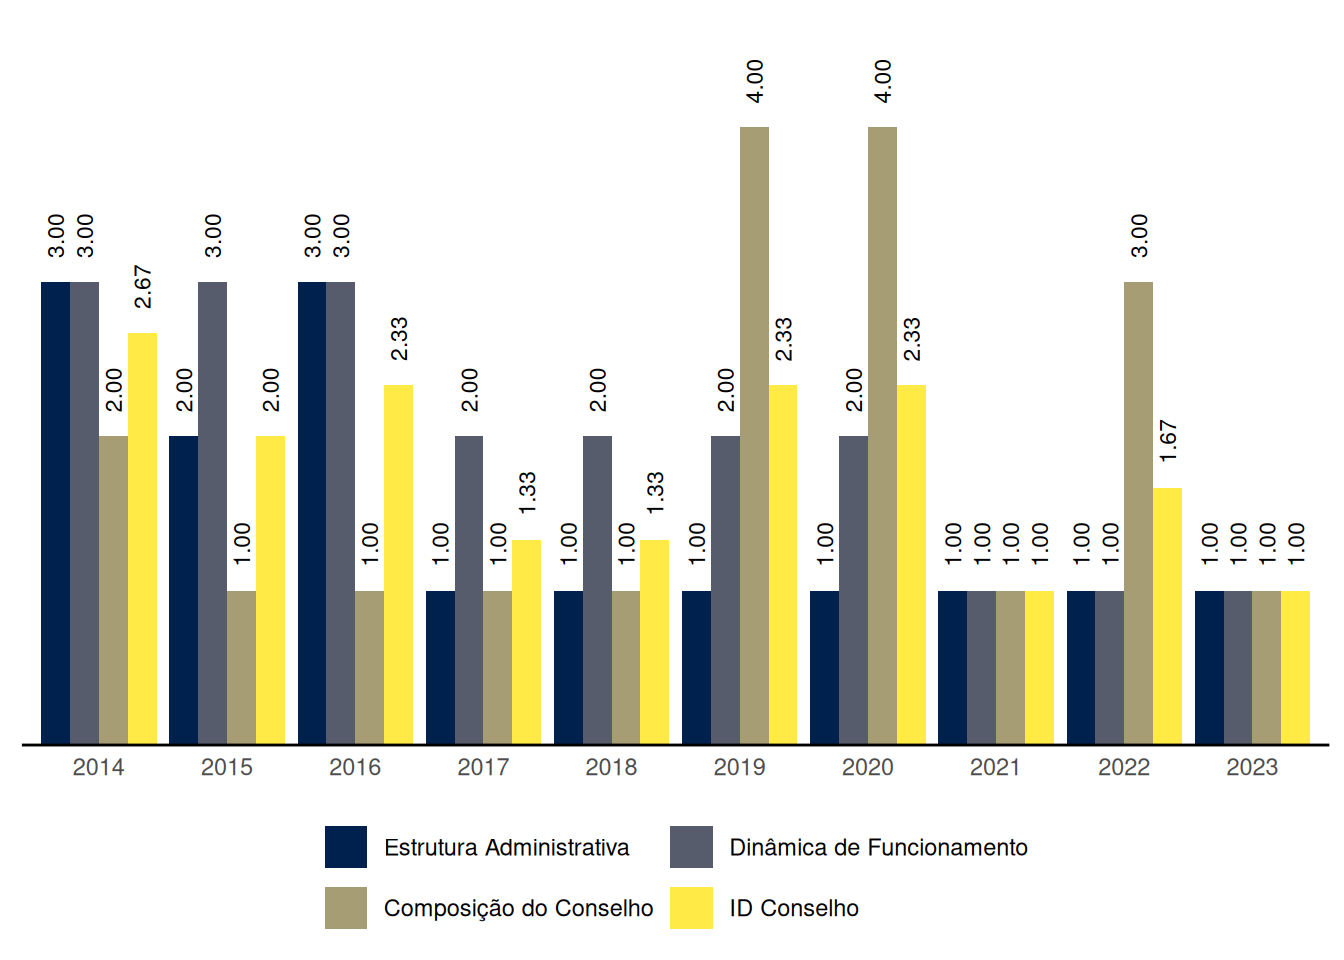 3.00 3.00 2.00 2.67 2.00 3.00 1.00 2.00 3.00 3.00 1.00 2.33 1.00 2.00 1.00 1.33 1.00 2.00 1.00 1.33 1.00 2.00 4.00 2.33 1.00 2.00 4.00 2.33 1.00 1.00 1.00 1.00 1.00 1.00 3.00 1.67 1.00 1.00 1.00 1.00
2014 2015 2016 2017 2018 2019 2020 2021 2022 2023
Estrutura Administrativa Dinâmica de Funcionamento
Composição do Conselho ID Conselho